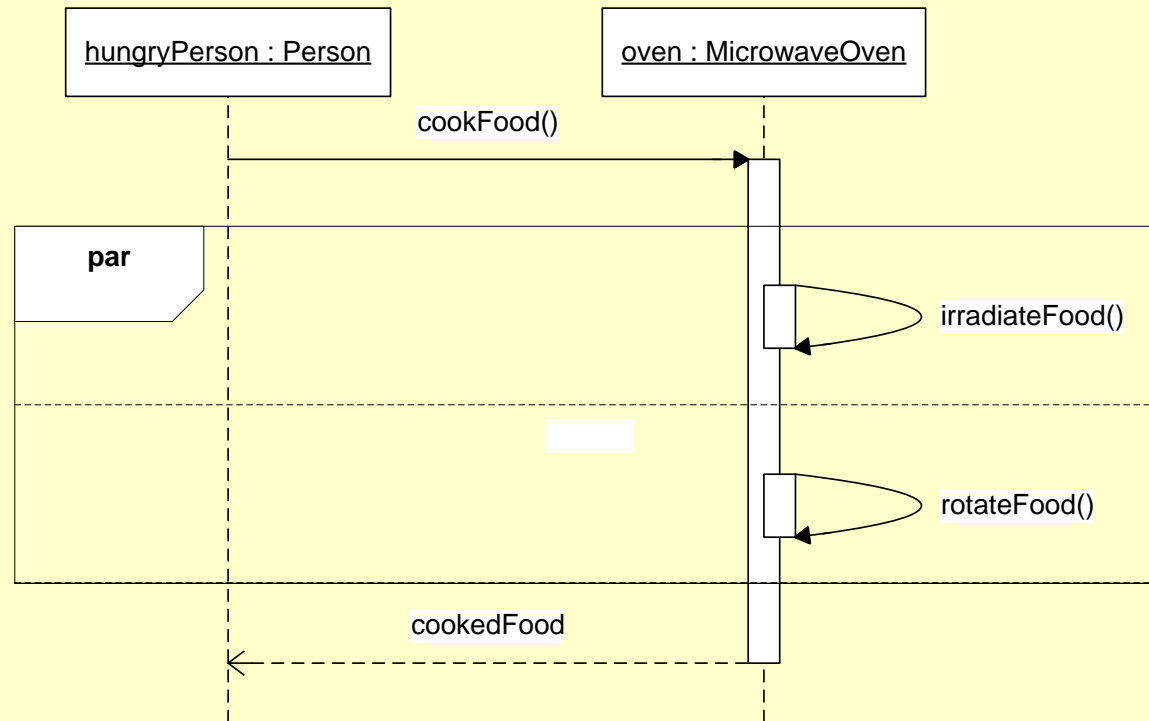 hungryPerson : Person
oven : MicrowaveOven
cookFood()
par
irradiateFood()
rotateFood()
cookedFood